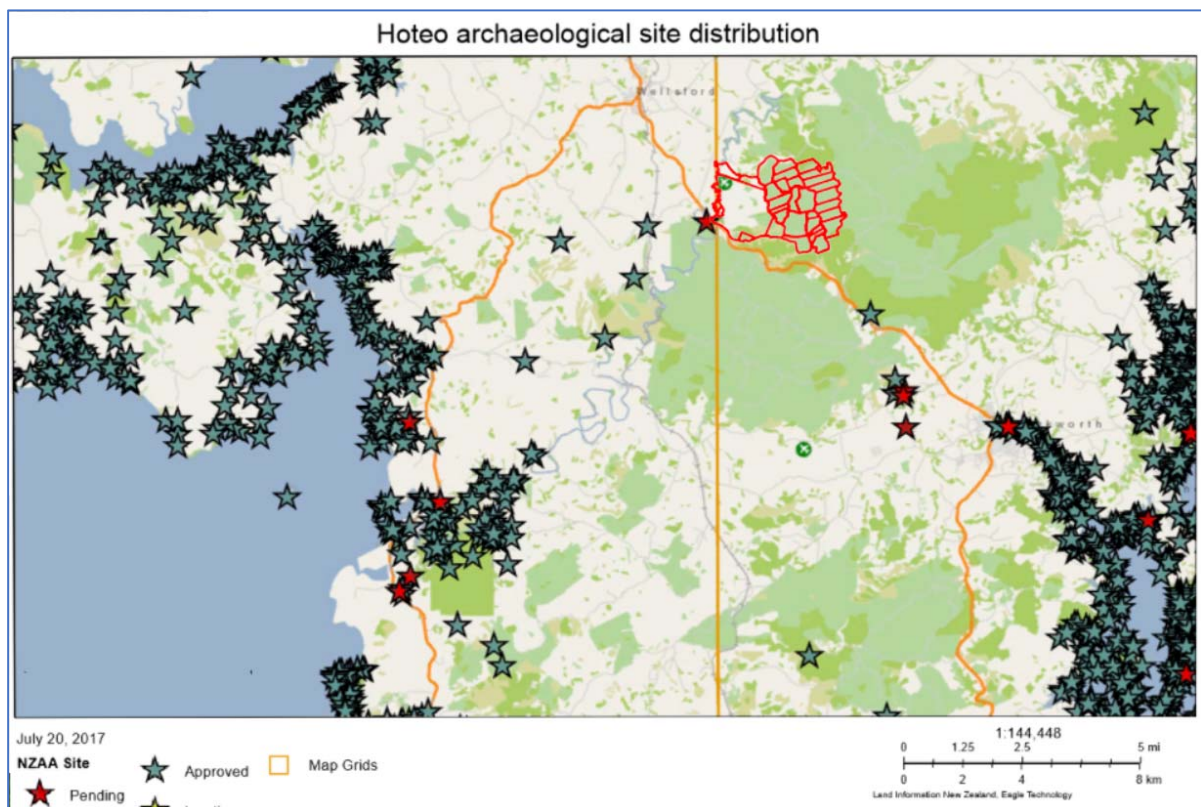 Hoteo archaeological site distribution
Wellsford
kworth
July 20, 2017
NZAA Site
Approved
Map Grids
Pending
1:144,448
0 1.25 2.5 5 mi
0 2 4 8 km
Land Information New Zealand, Eagle Technology